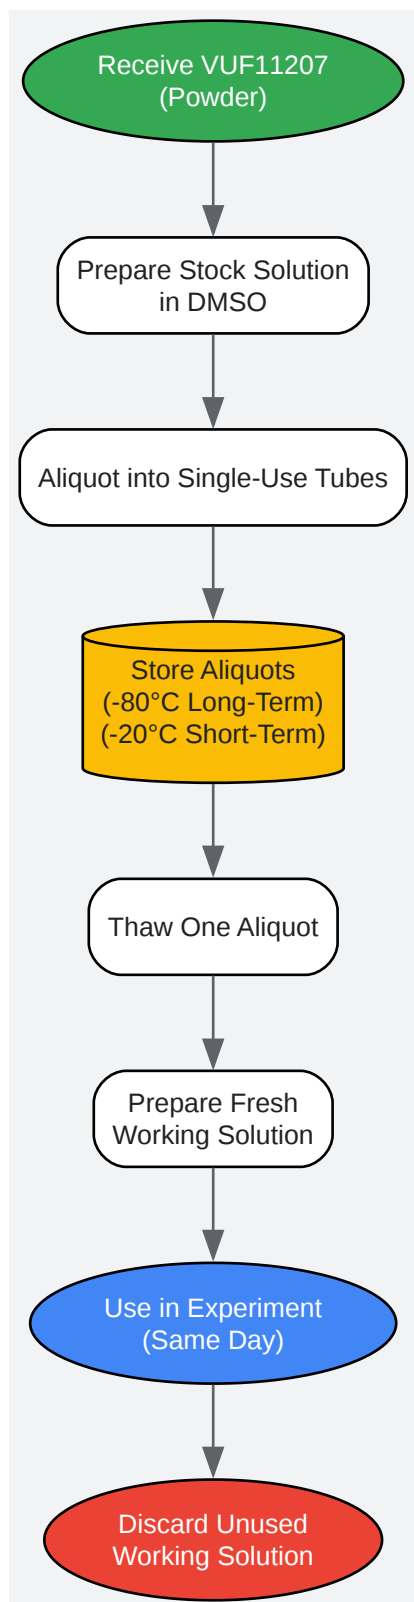 Receive VUF11207
(Powder)
Prepare Stock Solution
in DMSO
Aliquot into Single-Use Tubes
Store Aliquots
(-80°C Long-Term)
(-20°C Short-Term)
Thaw One Aliquot
Prepare Fresh
Working Solution
Use in Experiment
(Same Day)
Discard Unused
Working Solution